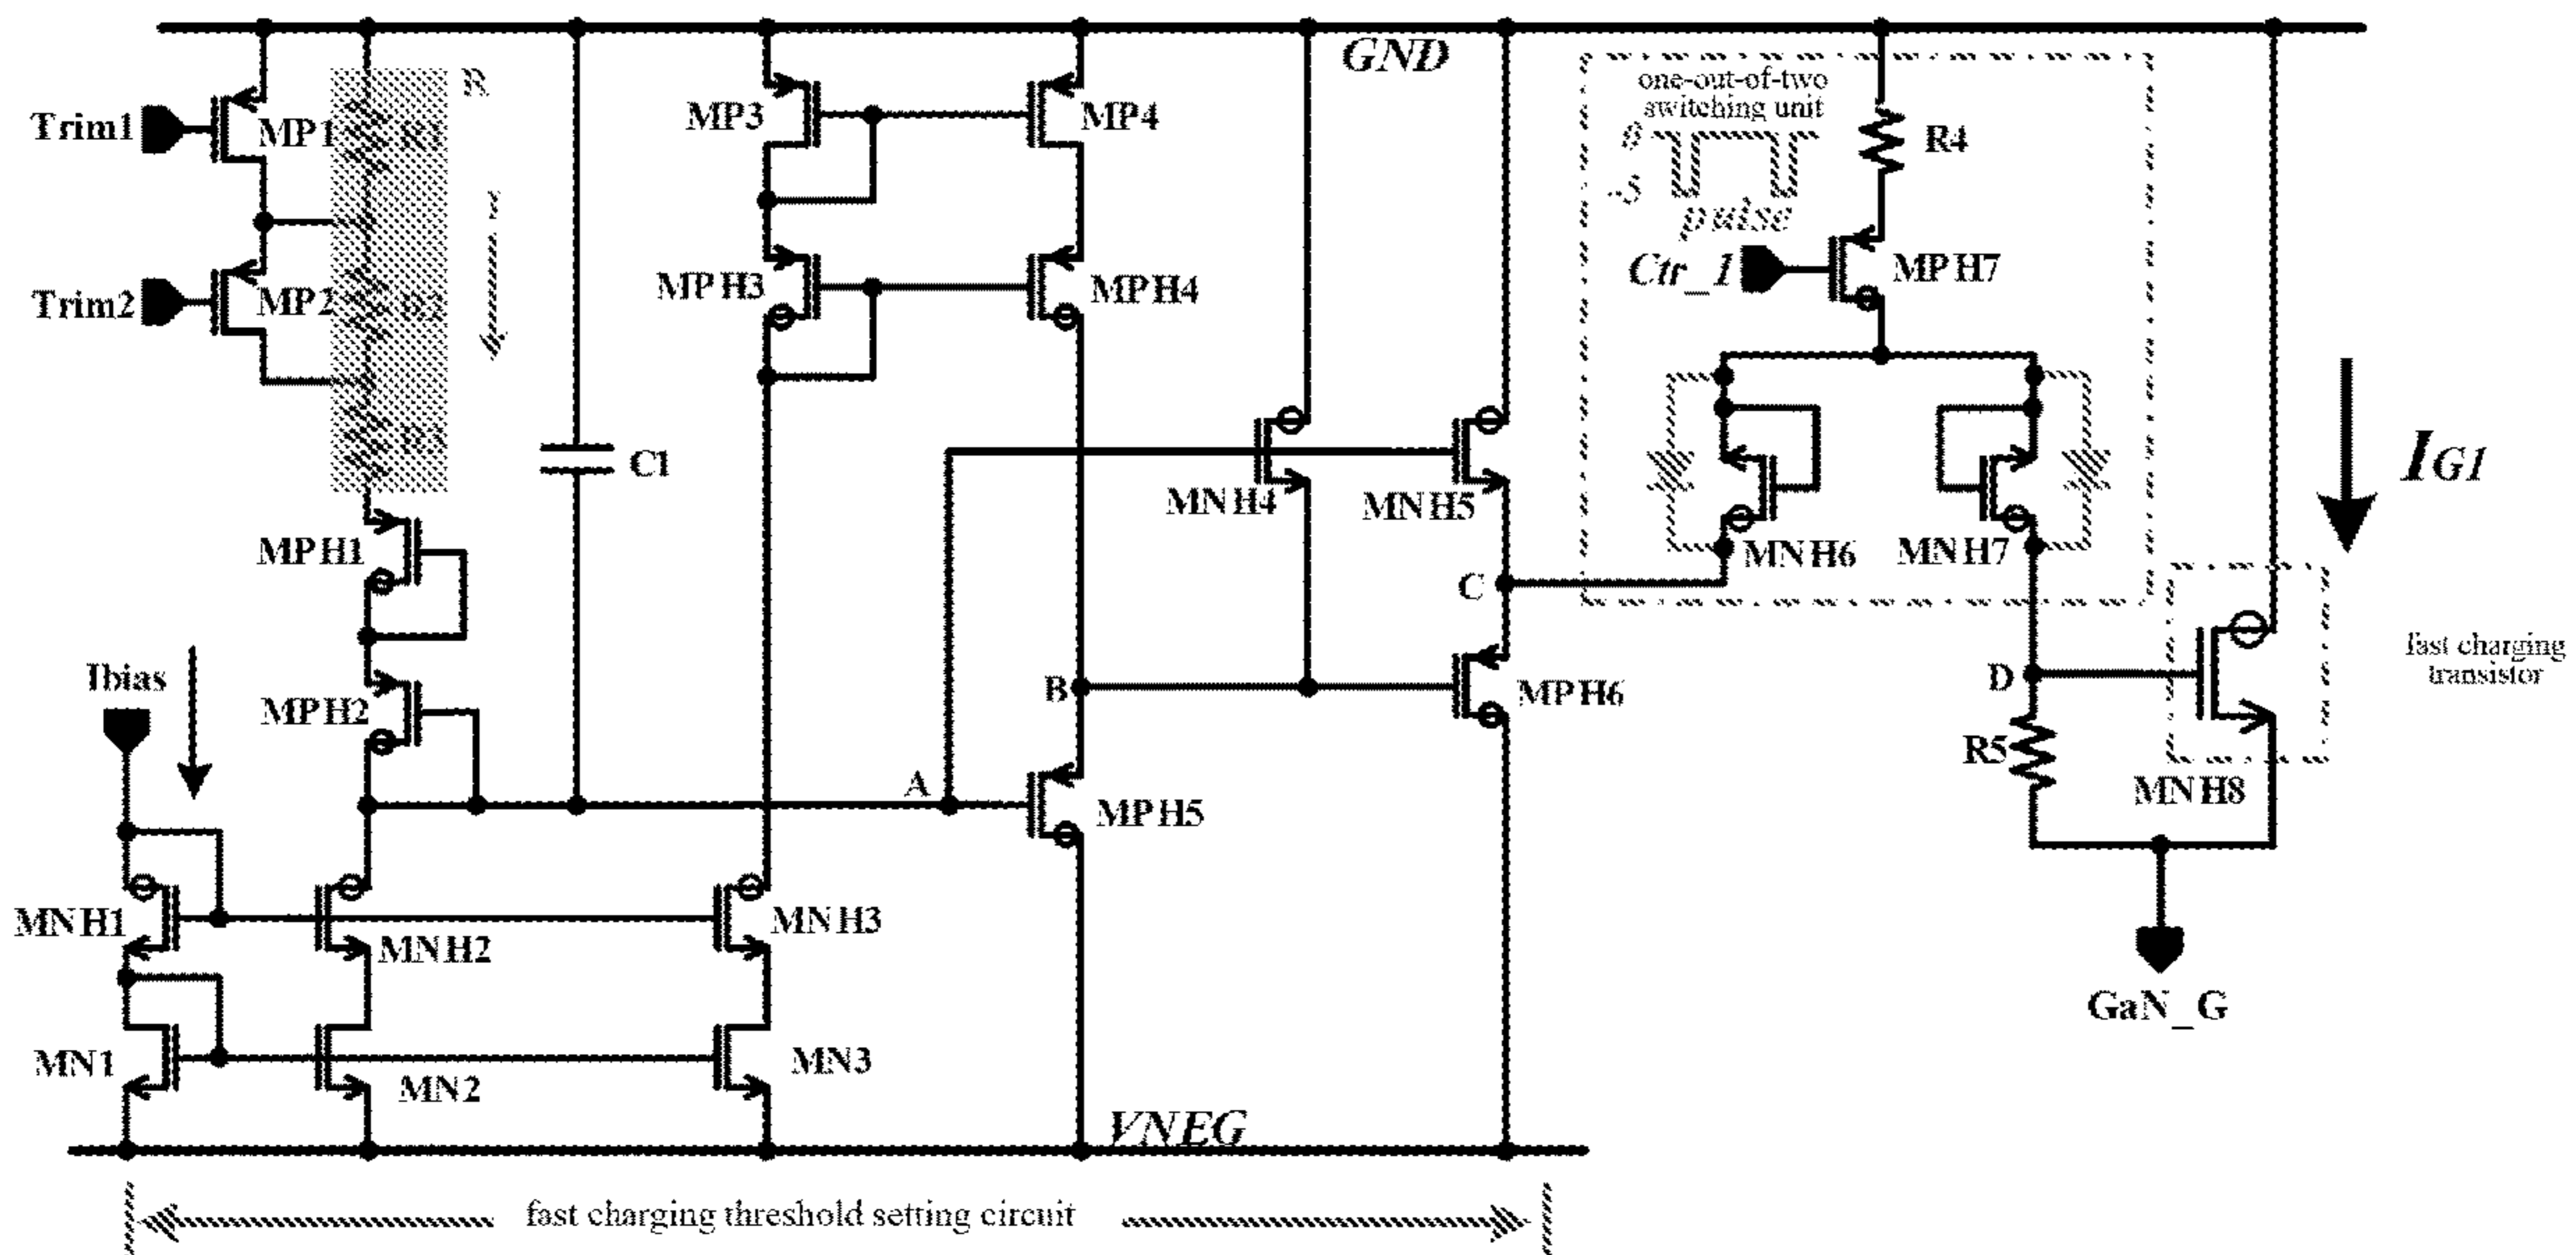 GND
one-out-of-two
switching unit
0
-5
pulse
R
Trim1
MP1
MP3
MP4
R4
Trim2
MP2
MPH3
MPH4
Ctr_1
MPH7
C1
IG1
MNH4
MNH5
MNH6
MNH7
MPH1
C
Ibias
MPH2
B
MPH6
D
fast charging
transistor
R5
MNH8
A
MPH5
MNH1
MNH2
MNH3
GaN_G
MN1
MN2
MN3
VNEG
fast charging threshold setting circuit